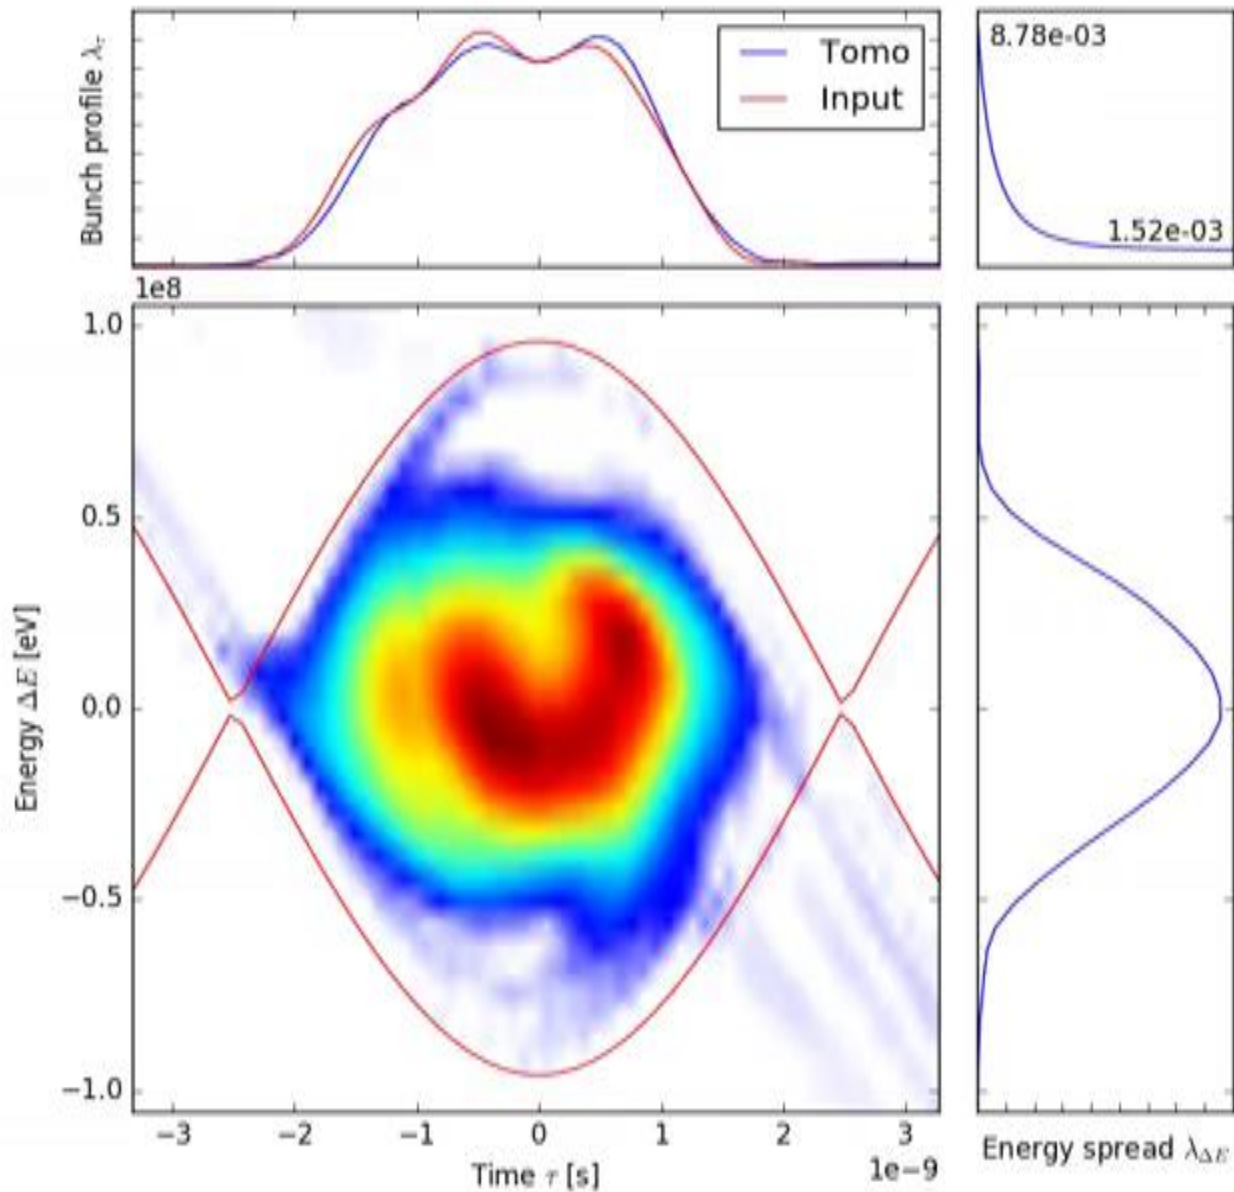 Bunch profile λτ
Tomo
Input
8.78e-03
1.52e-03
1e8
1.0
0.5
0.0
−0.5
−1.0
Energy ΔE [eV]
−3 −2 −1 0 1 2 3
Time τ [s]
1e−9
Energy spread λΔE